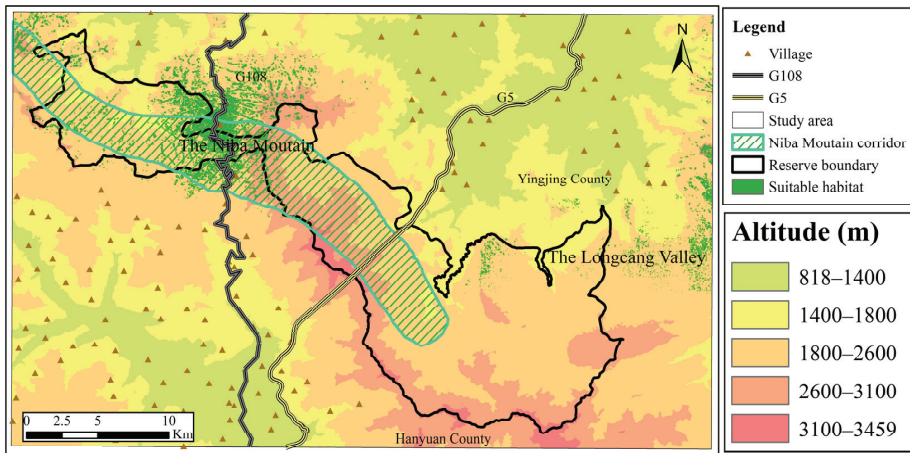 N
G108
G5
The Niba Moutain
Yingjing County
The Longcang Valley
Hanyuan County
0 2.5 5 10
Km
Legend
Village
G108
G5
Study area
Niba Moutain corridor
Reserve boundary
Suitable habitat
Altitude (m)
818–1400
1400–1800
1800–2600
2600–3100
3100–3459